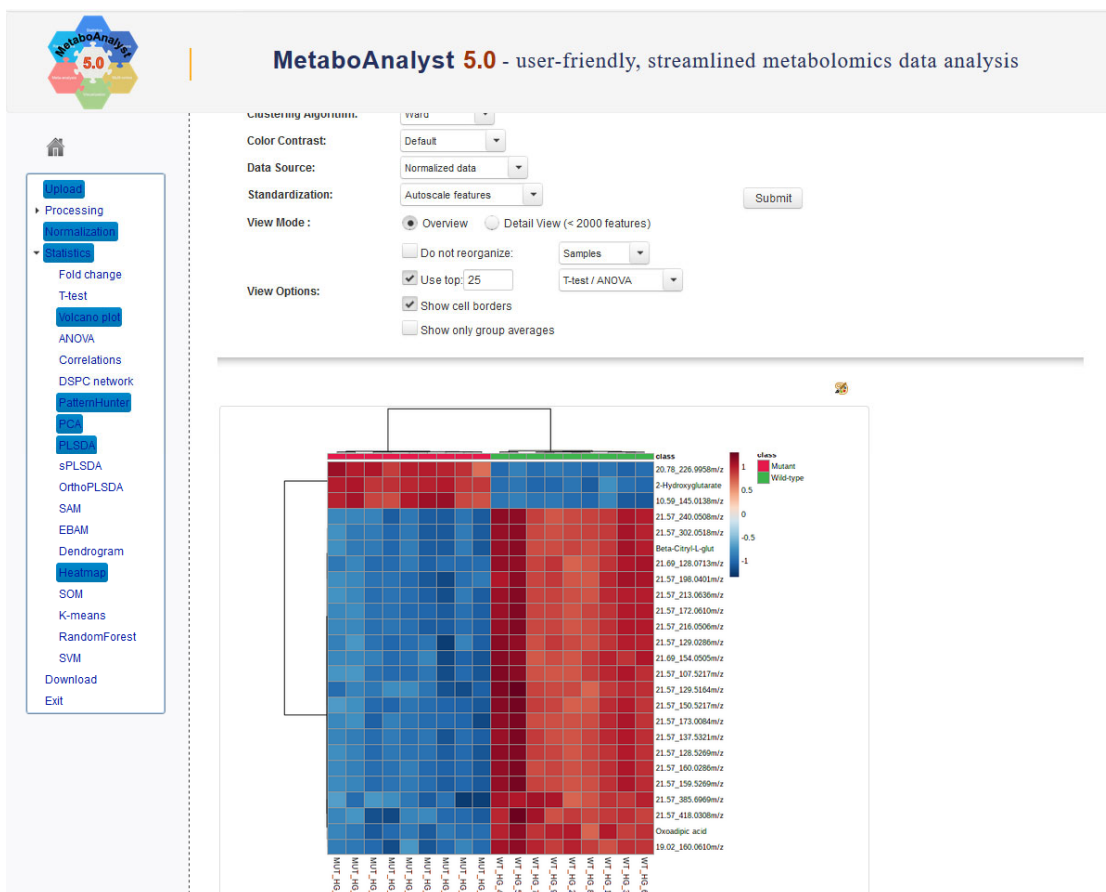 MetaboAnalyst
5.0
MetaboAnalyst 5.0 - user-friendly, streamlined metabolomics data analysis
Clustering Algorithm: Ward
Color Contrast: Default
Data Source: Normalized data
Standardization: Autoscale features
Submit
View Mode : Overview Detail View (< 2000 features)
View Options:
Do not reorganize: Samples
Use top: 25 T-test / ANOVA
Show cell borders
Show only group averages
Upload
Processing
Normalization
Statistics
Fold change
T-test
Volcano plot
ANOVA
Correlations
DSPC network
PatternHunter
PCA
PLSDA
sPLSDA
OrthoPLSDA
SAM
EBAM
Dendrogram
Heatmap
SOM
K-means
RandomForest
SVM
Download
Exit
class
20.78_226.9958m/z
2-Hydroxyglutarate
10.59_145.0138m/z
21.57_240.0508m/z
21.57_302.0518m/z
Beta-Citryl-L-glut
21.69_128.0713m/z
21.57_198.0401m/z
21.57_213.0636m/z
21.57_172.0610m/z
21.57_216.0506m/z
21.57_129.0286m/z
21.69_154.0505m/z
21.57_107.5217m/z
21.57_129.5164m/z
21.57_150.5217m/z
21.57_173.0084m/z
21.57_137.5321m/z
21.57_128.5269m/z
21.57_160.0286m/z
21.57_159.5269m/z
21.57_385.6969m/z
21.57_418.0308m/z
Oxoadipic acid
19.02_160.0610m/z
1
0.5
0
-0.5
-1
class
Mutant
Wild-type